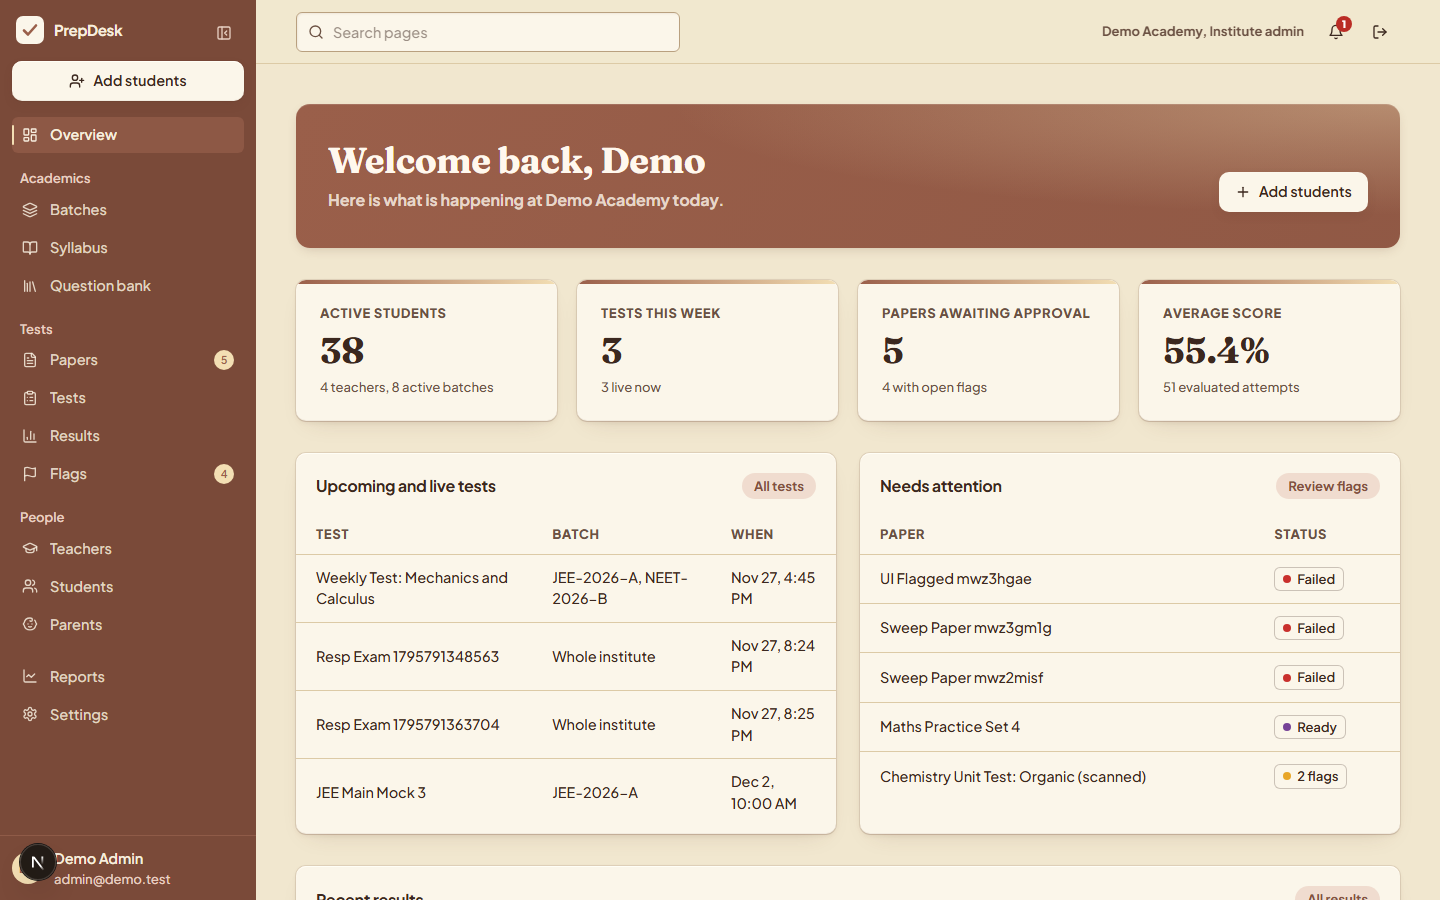 PrepDesk
Add students
Overview
Academics
Batches
Syllabus
Question bank
Tests
Papers 5
Tests
Results
Flags 4
People
Teachers
Students
Parents
Reports
Settings
N
Demo Admin
admin@demo.test
Search pages
Demo Academy, Institute admin
1
Welcome back, Demo
Here is what is happening at Demo Academy today.
Add students
ACTIVE STUDENTS
38
4 teachers, 8 active batches
TESTS THIS WEEK
3
3 live now
PAPERS AWAITING APPROVAL
5
4 with open flags
AVERAGE SCORE
55.4%
51 evaluated attempts
Upcoming and live tests
All tests
TEST BATCH WHEN
Weekly Test: Mechanics and
Calculus
JEE-2026-A, NEET-
2026-B
Nov 27, 4:45
PM
Resp Exam 1795791348563
Whole institute
Nov 27, 8:24
PM
Resp Exam 1795791363704
Whole institute
Nov 27, 8:25
PM
JEE Main Mock 3
JEE-2026-A
Dec 2,
10:00 AM
Needs attention
Review flags
PAPER STATUS
UI Flagged mwz3hgae Failed
Sweep Paper mwz3gm1g Failed
Sweep Paper mwz2misf Failed
Maths Practice Set 4 Ready
Chemistry Unit Test: Organic (scanned) 2 flags
Recent results
All results